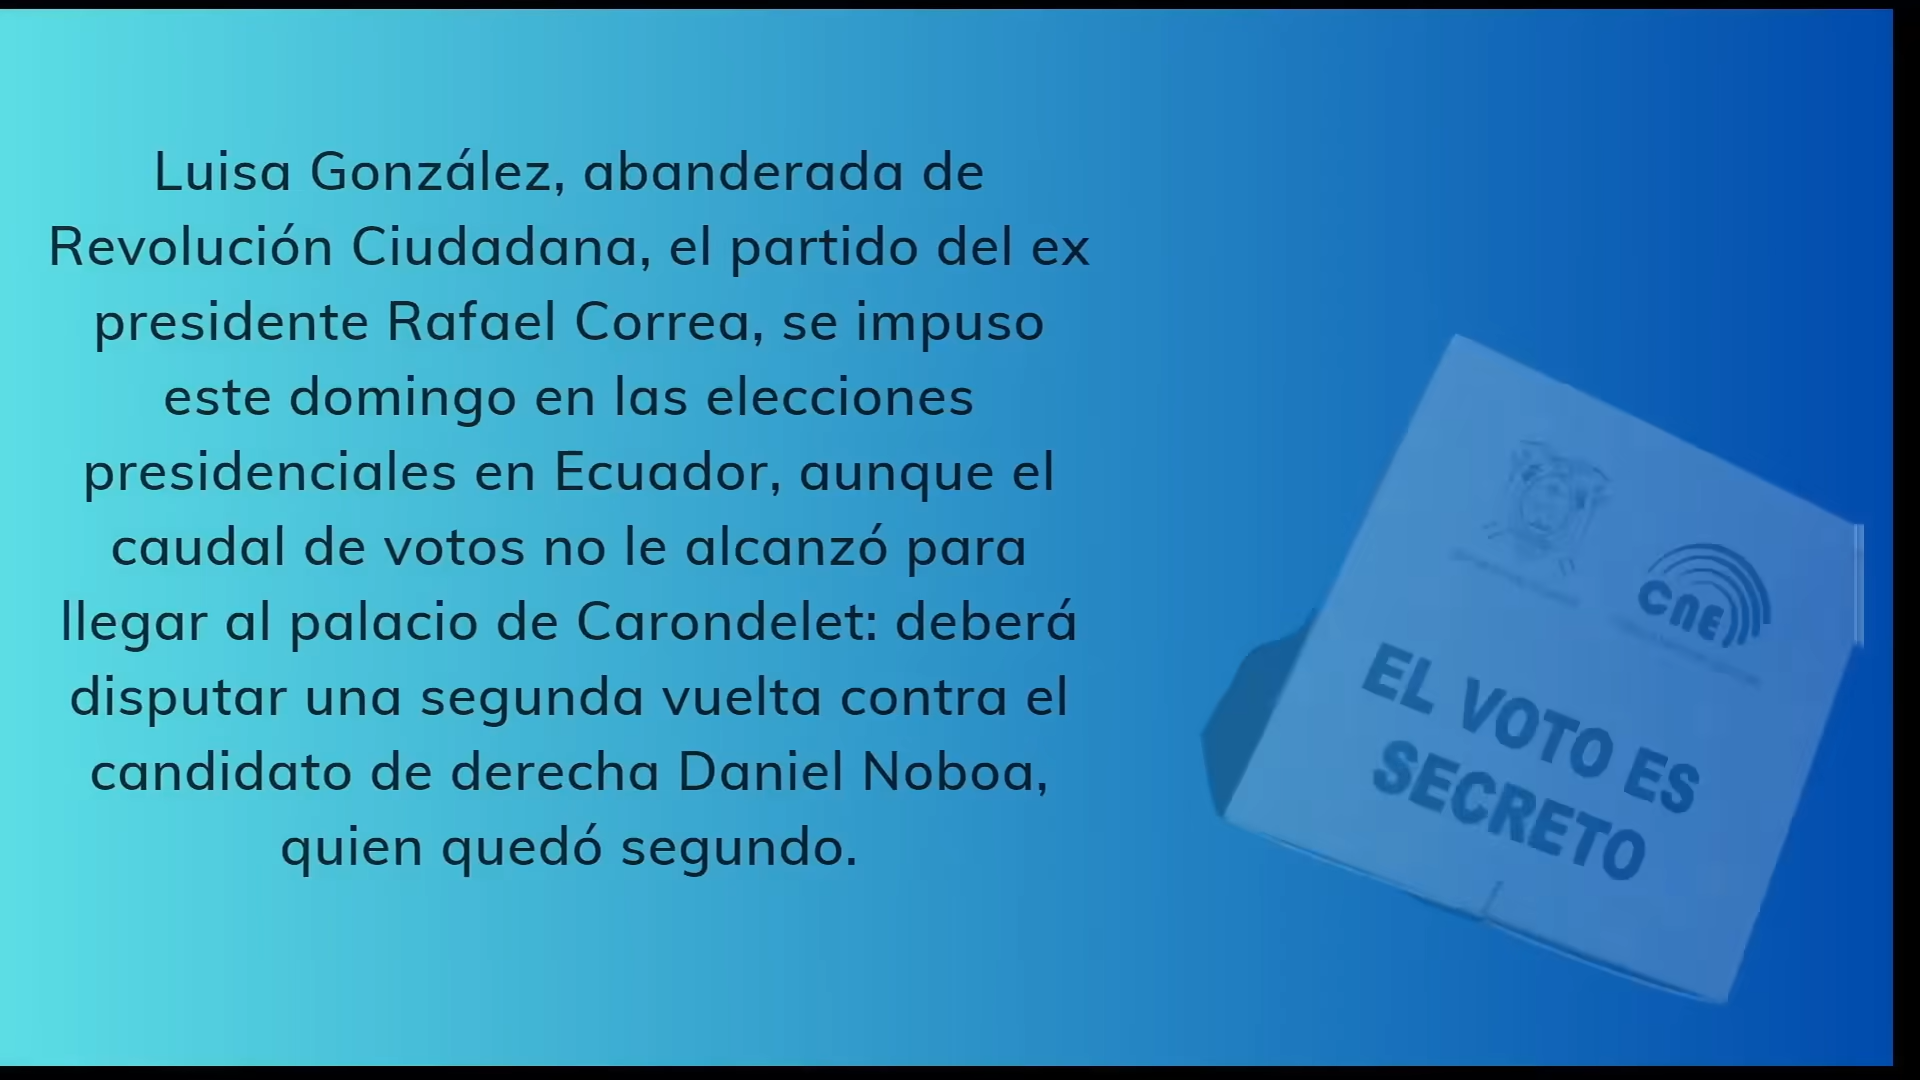 Luisa González, abanderada de
Revolución Ciudadana, el partido del ex
presidente Rafael Correa, se impuso
este domingo en las elecciones
presidenciales en Ecuador, aunque el
caudal de votos no le alcanzó para
llegar al palacio de Carondelet: deberá
disputar una segunda vuelta contra el
candidato de derecha Daniel Noboa,
quien quedó segundo.
CNE
EL VOTO ES
SECRETO